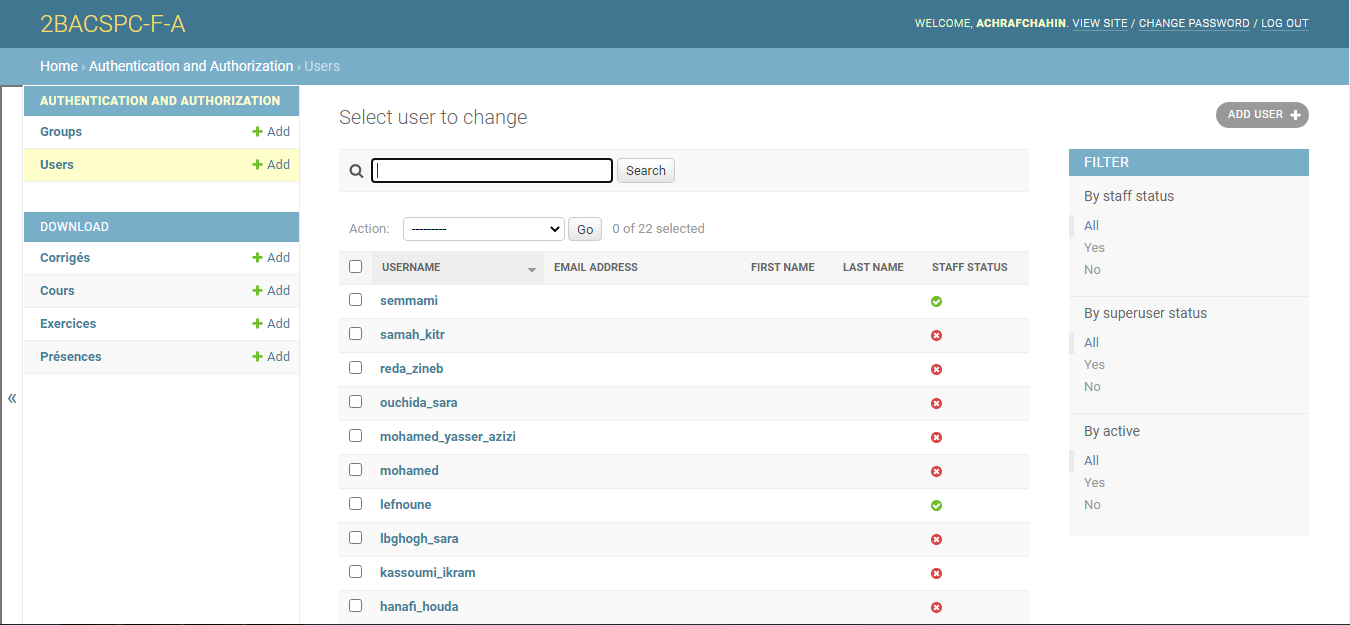 2BACSPC-F-A
WELCOME, ACHRAFCHAHIN. VIEW SITE / CHANGE PASSWORD / LOG OUT
Home › Authentication and Authorization › Users
AUTHENTICATION AND AUTHORIZATION
Groups + Add
Users + Add
DOWNLOAD
Corrigés + Add
Cours + Add
Exercices + Add
Présences + Add
«
Select user to change
ADD USER +
Search
Action: --------- Go 0 of 22 selected
USERNAME EMAIL ADDRESS FIRST NAME LAST NAME STAFF STATUS
semmami
samah_kitr
reda_zineb
ouchida_sara
mohamed_yasser_azizi
mohamed
lefnoune
lbghogh_sara
kassoumi_ikram
hanafi_houda
FILTER
By staff status
All
Yes
No
By superuser status
All
Yes
No
By active
All
Yes
No